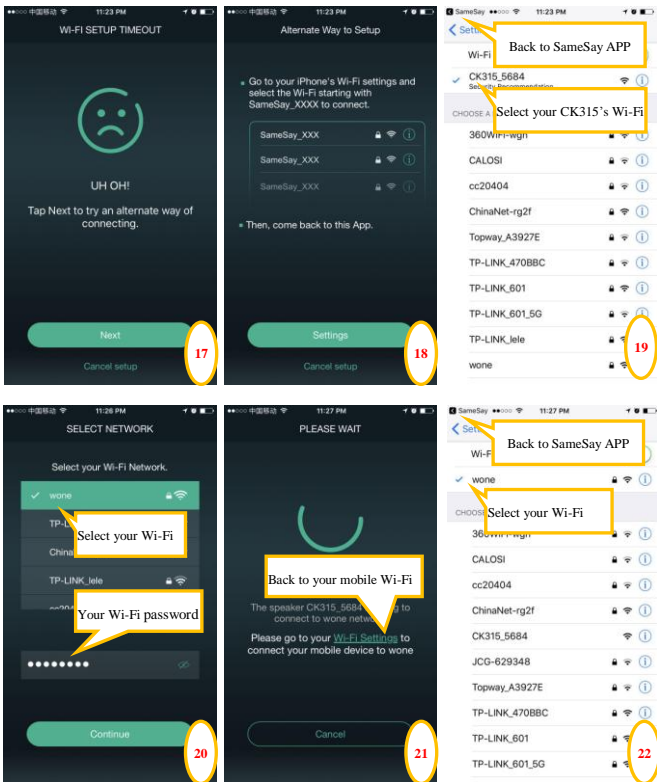 中国移动 11:23 PM
WI-FI SETUP TIMEOUT
UH OH!
Tap Next to try an alternate way of
connecting.
Next
Cancel setup
17
中国移动 11:23 PM
Alternate Way to Setup
Go to your iPhone's Wi-Fi settings and
select the Wi-Fi starting with
SameSay_XXXX to connect.
SameSay_XXX
SameSay_XXX
SameSay_XXX
Then, come back to this App.
Settings
Cancel setup
18
SameSay 11:23 PM
Back to SameSay APP
Wi-Fi
CK315_5684
Security Recommendation
Select your CK315's Wi-Fi
CHOOSE A
360WiFi-wgh
CALOSI
cc20404
ChinaNet-rg2f
Topway_A3927E
TP-LINK_470BBC
TP-LINK_601
TP-LINK_601_5G
TP-LINK_lele
wone
19
中国移动 11:26 PM
SELECT NETWORK
Select your Wi-Fi Network.
wone
Select your Wi-Fi
TP-LINK_lele
Your Wi-Fi password
Continue
20
中国移动 11:27 PM
PLEASE WAIT
Back to your mobile Wi-Fi
The speaker CK315_5684
connect to wone
Please go to your Wi-Fi Settings to
connect your mobile device to wone
Cancel
21
SameSay 11:27 PM
Back to SameSay APP
wone
Select your Wi-Fi
CALOSI
cc20404
ChinaNet-rg2f
CK315_5684
JCG-629348
Topway_A3927E
TP-LINK_470BBC
TP-LINK_601
TP-LINK_601_5G
22